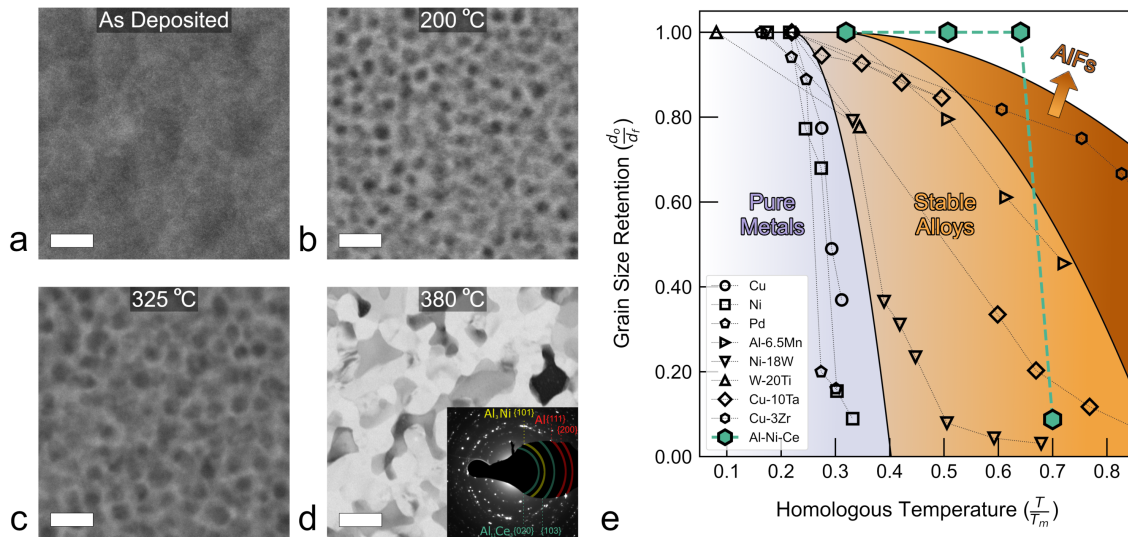 As Deposited
a
200 °C
b
325 °C
c
380 °C
d
Al₃Ni {101}
Al {111}
{200}
{020}
{103}
e
Grain Size Retention (d₀/d_f)
1.00
0.80
0.60
0.40
0.20
0.00
0.1
0.2
0.3
0.4
0.5
0.6
0.7
0.8
Homologous Temperature (T/Tₘ)
Pure
Metals
Stable
Alloys
AIFs
Cu
Ni
Pd
Al-6.5Mn
Ni-18W
W-20Ti
Cu-10Ta
Cu-3Zr
Al-Ni-Ce